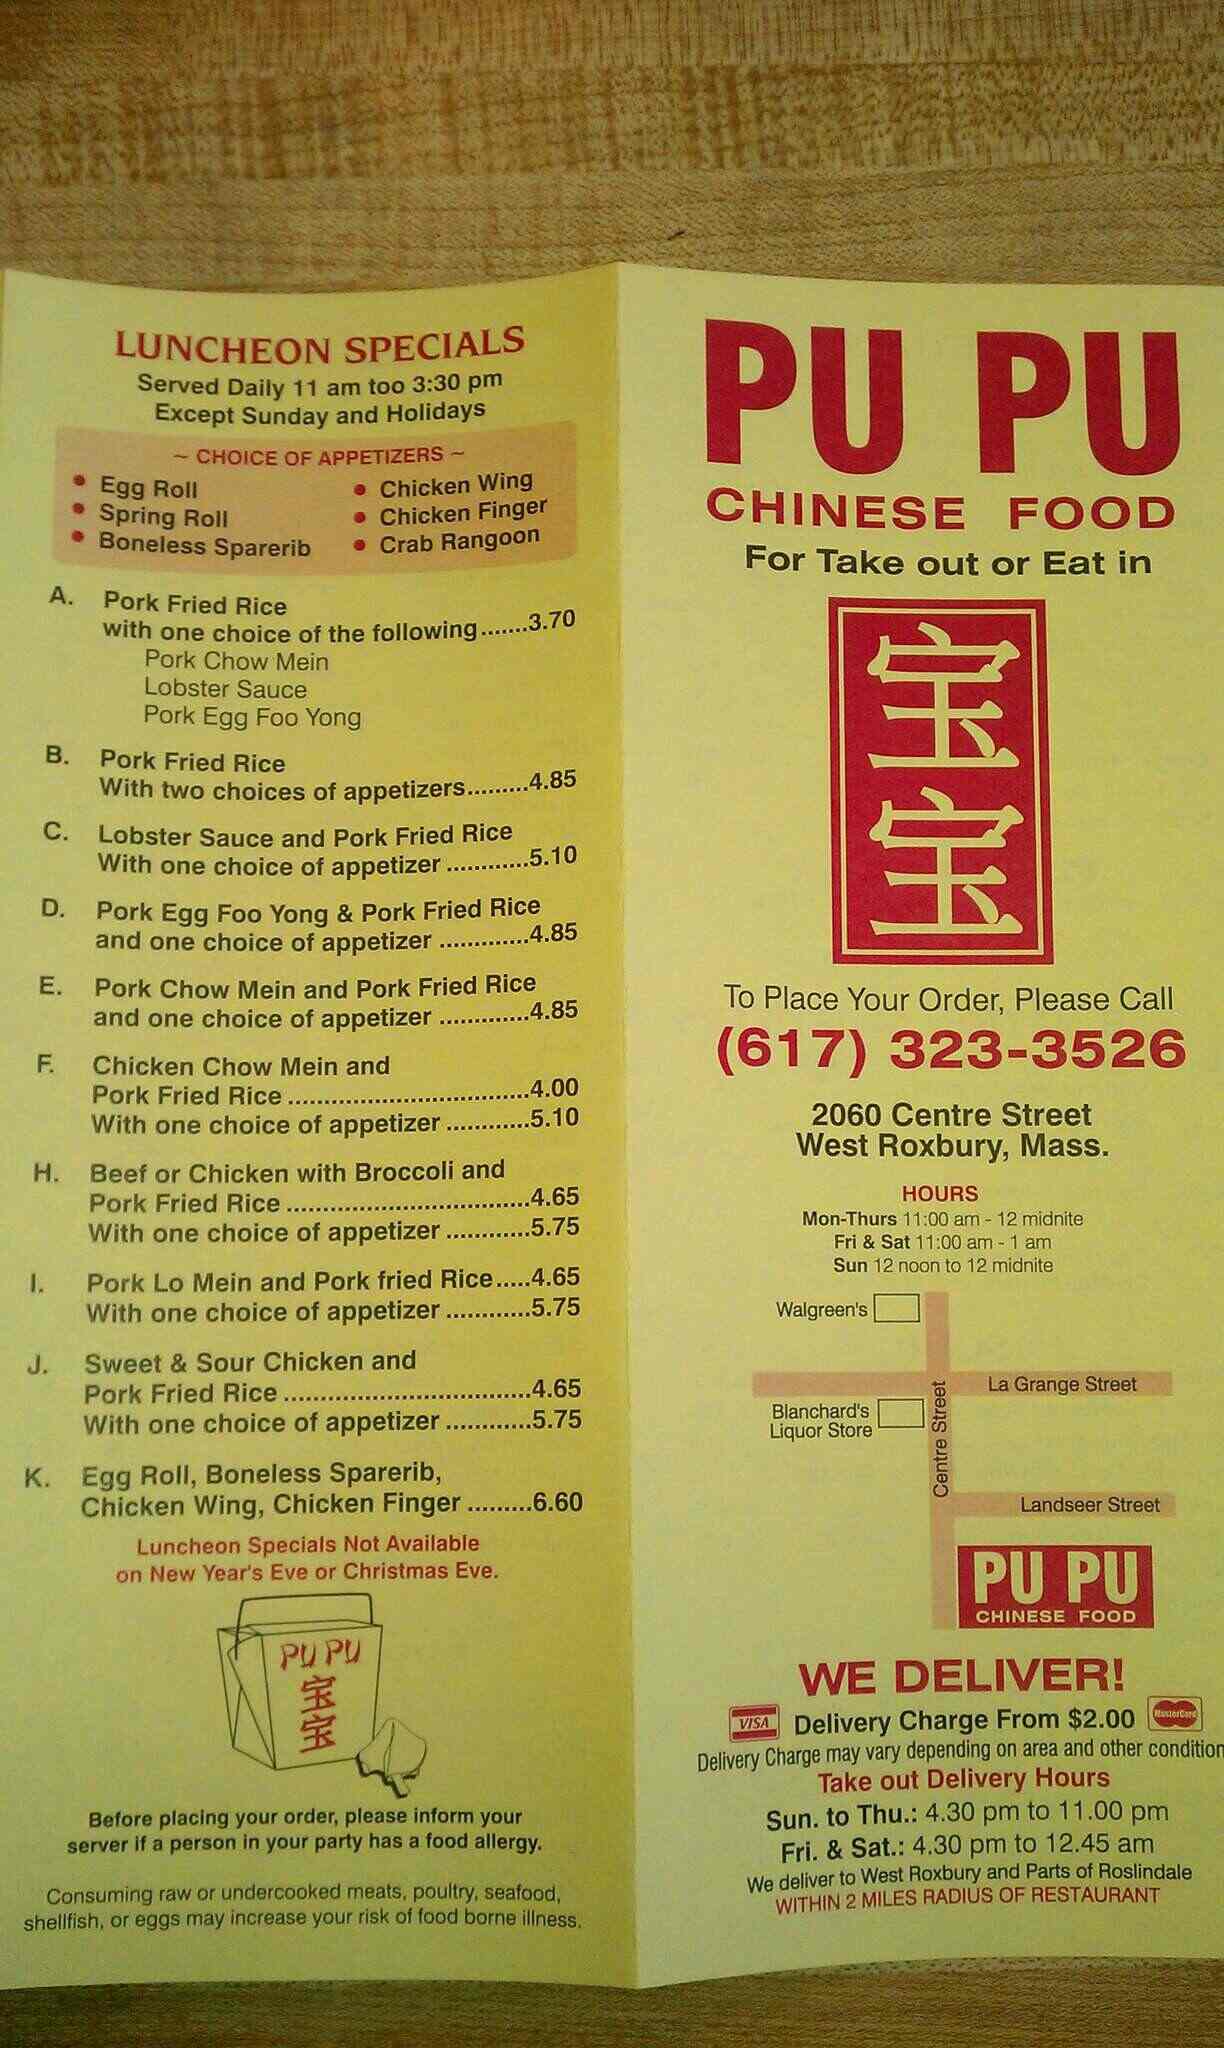 LUNCHEON SPECIALS
Served Daily 11 am too 3:30 pm
Except Sunday and Holidays
~ CHOICE OF APPETIZERS ~
• Egg Roll
• Spring Roll
• Boneless Sparerib
• Chicken Wing
• Chicken Finger
• Crab Rangoon
A. Pork Fried Rice
with one choice of the following.......3.70
Pork Chow Mein
Lobster Sauce
Pork Egg Foo Yong
B. Pork Fried Rice
With two choices of appetizers.........4.85
C. Lobster Sauce and Pork Fried Rice
With one choice of appetizer ............5.10
D. Pork Egg Foo Yong & Pork Fried Rice
and one choice of appetizer .............4.85
E. Pork Chow Mein and Pork Fried Rice
and one choice of appetizer .............4.85
F. Chicken Chow Mein and
Pork Fried Rice ...................................4.00
With one choice of appetizer ............5.10
H. Beef or Chicken with Broccoli and
Pork Fried Rice ...................................4.65
With one choice of appetizer ............5.75
I. Pork Lo Mein and Pork fried Rice.....4.65
With one choice of appetizer ............5.75
J. Sweet & Sour Chicken and
Pork Fried Rice ...................................4.65
With one choice of appetizer ............5.75
K. Egg Roll, Boneless Sparerib,
Chicken Wing, Chicken Finger .........6.60
Luncheon Specials Not Available
on New Year's Eve or Christmas Eve.
PU PU
宝
宝
Before placing your order, please inform your
server if a person in your party has a food allergy.
Consuming raw or undercooked meats, poultry, seafood,
shellfish, or eggs may increase your risk of food borne illness.
PU PU
CHINESE FOOD
For Take out or Eat in
宝
宝
To Place Your Order, Please Call
(617) 323-3526
2060 Centre Street
West Roxbury, Mass.
HOURS
Mon-Thurs 11:00 am - 12 midnite
Fri & Sat 11:00 am - 1 am
Sun 12 noon to 12 midnite
Walgreen's
La Grange Street
Blanchard's
Liquor Store
Centre Street
Landseer Street
PU PU
CHINESE FOOD
WE DELIVER!
VISA Delivery Charge From $2.00 MasterCard
Delivery Charge may vary depending on area and other condition
Take out Delivery Hours
Sun. to Thu.: 4.30 pm to 11.00 pm
Fri. & Sat.: 4.30 pm to 12.45 am
We deliver to West Roxbury and Parts of Roslindale
WITHIN 2 MILES RADIUS OF RESTAURANT